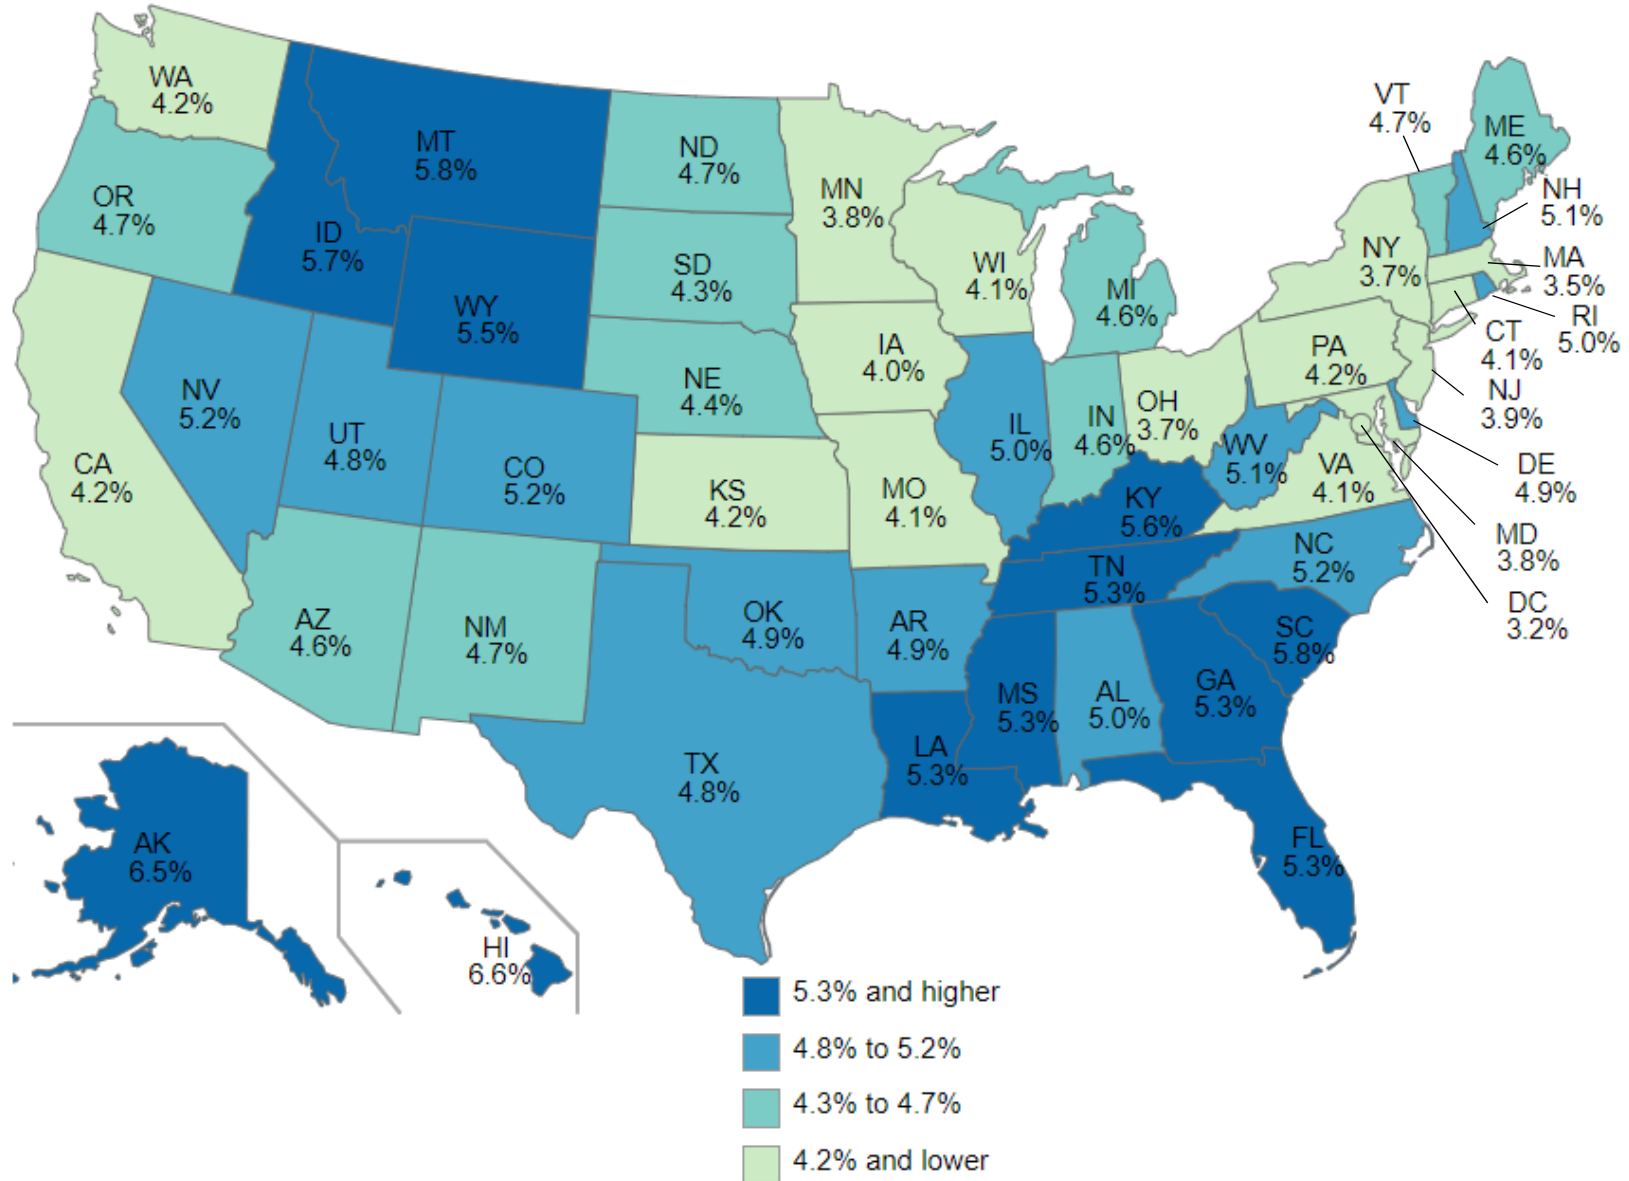 WA
4.2%
OR
4.7%
CA
4.2%
NV
5.2%
ID
5.7%
MT
5.8%
WY
5.5%
UT
4.8%
CO
5.2%
AZ
4.6%
NM
4.7%
ND
4.7%
SD
4.3%
NE
4.4%
KS
4.2%
OK
4.9%
TX
4.8%
MN
3.8%
IA
4.0%
MO
4.1%
AR
4.9%
LA
5.3%
WI
4.1%
IL
5.0%
MI
4.6%
IN
4.6%
OH
3.7%
KY
5.6%
TN
5.3%
MS
5.3%
AL
5.0%
GA
5.3%
FL
5.3%
SC
5.8%
NC
5.2%
VA
4.1%
WV
5.1%
PA
4.2%
NY
3.7%
VT
4.7%
ME
4.6%
NH
5.1%
MA
3.5%
RI
5.0%
CT
4.1%
NJ
3.9%
DE
4.9%
MD
3.8%
DC
3.2%
AK
6.5%
HI
6.6%
5.3% and higher
4.8% to 5.2%
4.3% to 4.7%
4.2% and lower